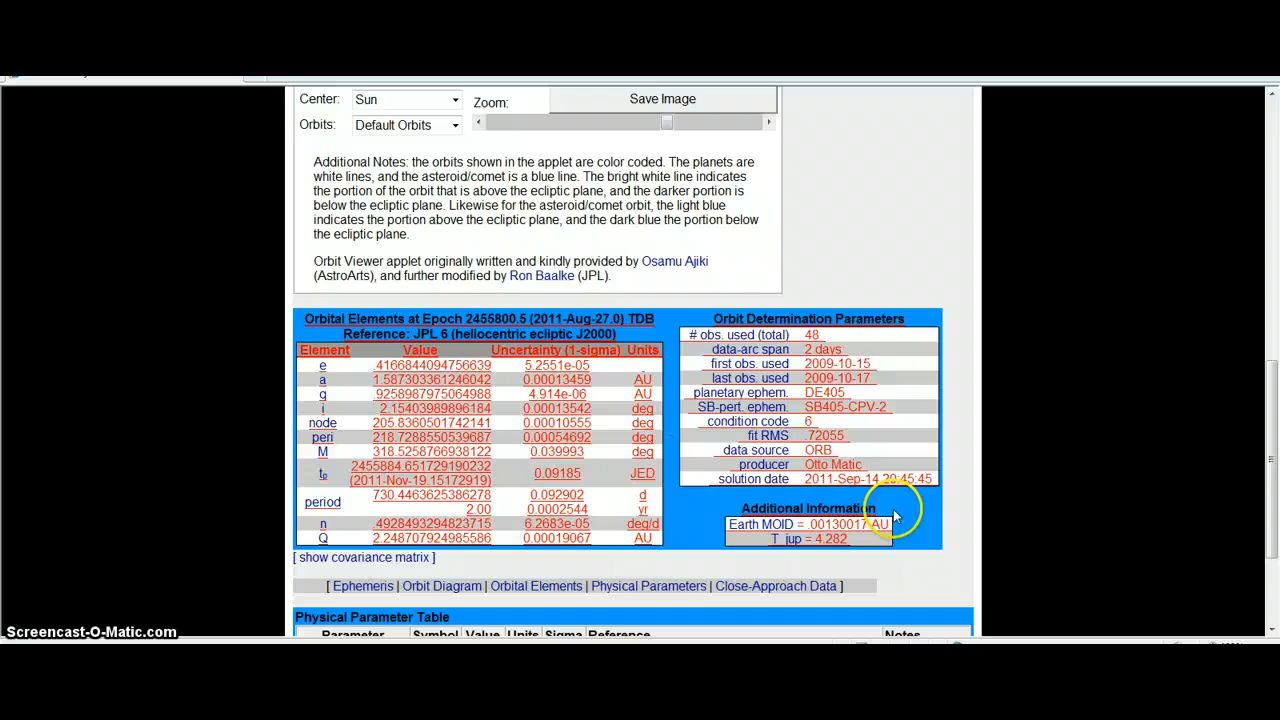 Center: Sun Zoom: Save Image
Orbits: Default Orbits
Additional Notes: the orbits shown in the applet are color coded. The planets are
white lines, and the asteroid/comet is a blue line. The bright white line indicates
the portion of the orbit that is above the ecliptic plane, and the darker portion is
below the ecliptic plane. Likewise for the asteroid/comet orbit, the light blue
indicates the portion above the ecliptic plane, and the dark blue the portion below
the ecliptic plane.
Orbit Viewer applet originally written and kindly provided by Osamu Ajiki
(AstroArts), and further modified by Ron Baalke (JPL).
Orbital Elements at Epoch 2455800.5 (2011-Aug-27.0) TDB
Reference: JPL 6 (heliocentric ecliptic J2000)
Element Value Uncertainty (1-sigma) Units
e .4166844094756639 5.2551e-05
a 1.587303361246042 0.00013459 AU
q .9258987975064988 4.914e-06 AU
i 2.15403989896184 0.00013542 deg
node 205.8360501742141 0.00010555 deg
peri 218.7288550539687 0.00054692 deg
M 318.5258766938122 0.039993 deg
tp 2455884.651729190232 0.09185 JED
(2011-Nov-19.15172919)
period 730.4463625386278 0.092902 d
2.00 0.0002544 yr
n .4928493294823715 6.2683e-05 deg/d
Q 2.248707924985586 0.00019067 AU
[ show covariance matrix ]
Orbit Determination Parameters
# obs. used (total) 48
data-arc span 2 days
first obs. used 2009-10-15
last obs. used 2009-10-17
planetary ephem. DE405
SB-pert. ephem. SB405-CPV-2
condition code 6
fit RMS .72055
data source ORB
producer Otto Matic
solution date 2011-Sep-14 20:45:45
Additional Information
Earth MOID = .00130017 AU
T_jup = 4.282
[ Ephemeris | Orbit Diagram | Orbital Elements | Physical Parameters | Close-Approach Data ]
Physical Parameter Table
Parameter Symbol Value Units Sigma Reference Notes
Screencast-O-Matic.com